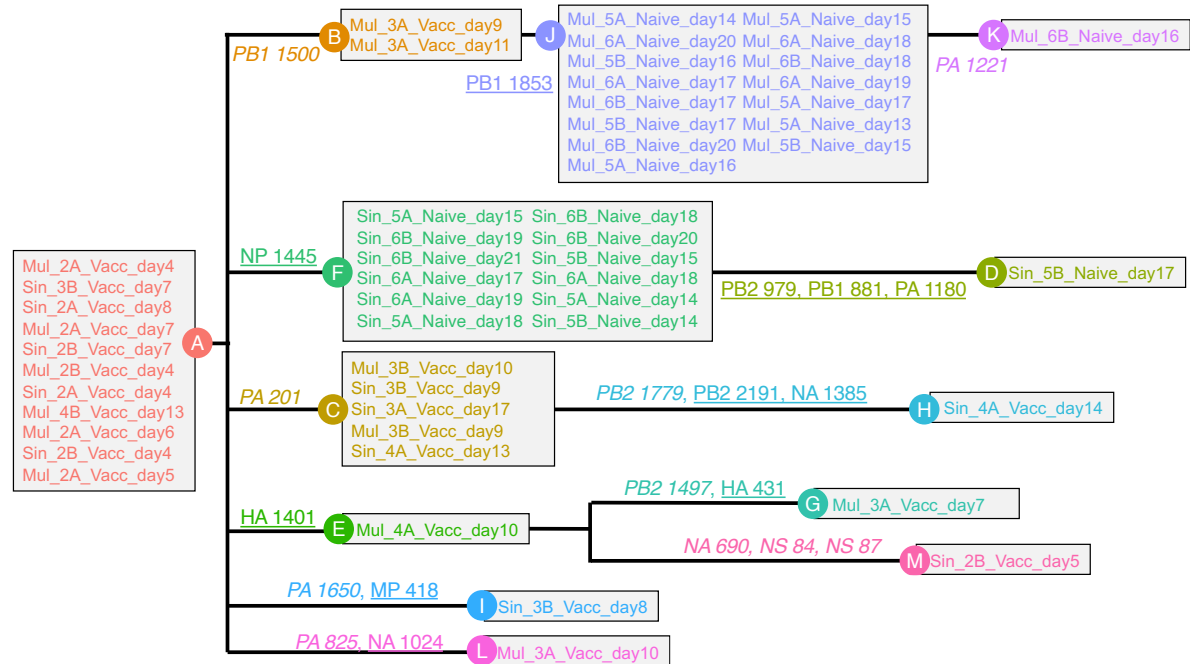 PB1 1500
B
Mul_3A_Vacc_day9
Mul_3A_Vacc_day11
PB1 1853
J
Mul_5A_Naive_day14 Mul_5A_Naive_day15
Mul_6A_Naive_day20 Mul_6A_Naive_day18
Mul_5B_Naive_day16 Mul_6B_Naive_day18
Mul_6A_Naive_day17 Mul_6A_Naive_day19
Mul_6B_Naive_day17 Mul_5A_Naive_day17
Mul_5B_Naive_day17 Mul_5A_Naive_day13
Mul_6B_Naive_day20 Mul_5B_Naive_day15
Mul_5A_Naive_day16
PA 1221
K
Mul_6B_Naive_day16
NP 1445
F
Sin_5A_Naive_day15 Sin_6B_Naive_day18
Sin_6B_Naive_day19 Sin_6B_Naive_day20
Sin_6B_Naive_day21 Sin_5B_Naive_day15
Sin_6A_Naive_day17 Sin_6A_Naive_day18
Sin_6A_Naive_day19 Sin_5A_Naive_day14
Sin_5A_Naive_day18 Sin_5B_Naive_day14
PB2 979, PB1 881, PA 1180
D
Sin_5B_Naive_day17
Mul_2A_Vacc_day4
Sin_3B_Vacc_day7
Sin_2A_Vacc_day8
Mul_2A_Vacc_day7
Sin_2B_Vacc_day7
Mul_2B_Vacc_day4
Sin_2A_Vacc_day4
Mul_4B_Vacc_day13
Mul_2A_Vacc_day6
Sin_2B_Vacc_day4
Mul_2A_Vacc_day5
A
PA 201
C
Mul_3B_Vacc_day10
Sin_3B_Vacc_day9
Sin_3A_Vacc_day17
Mul_3B_Vacc_day9
Sin_4A_Vacc_day13
PB2 1779, PB2 2191, NA 1385
H
Sin_4A_Vacc_day14
HA 1401
E
Mul_4A_Vacc_day10
PB2 1497, HA 431
G
Mul_3A_Vacc_day7
NA 690, NS 84, NS 87
M
Sin_2B_Vacc_day5
PA 1650, MP 418
I
Sin_3B_Vacc_day8
PA 825, NA 1024
L
Mul_3A_Vacc_day10